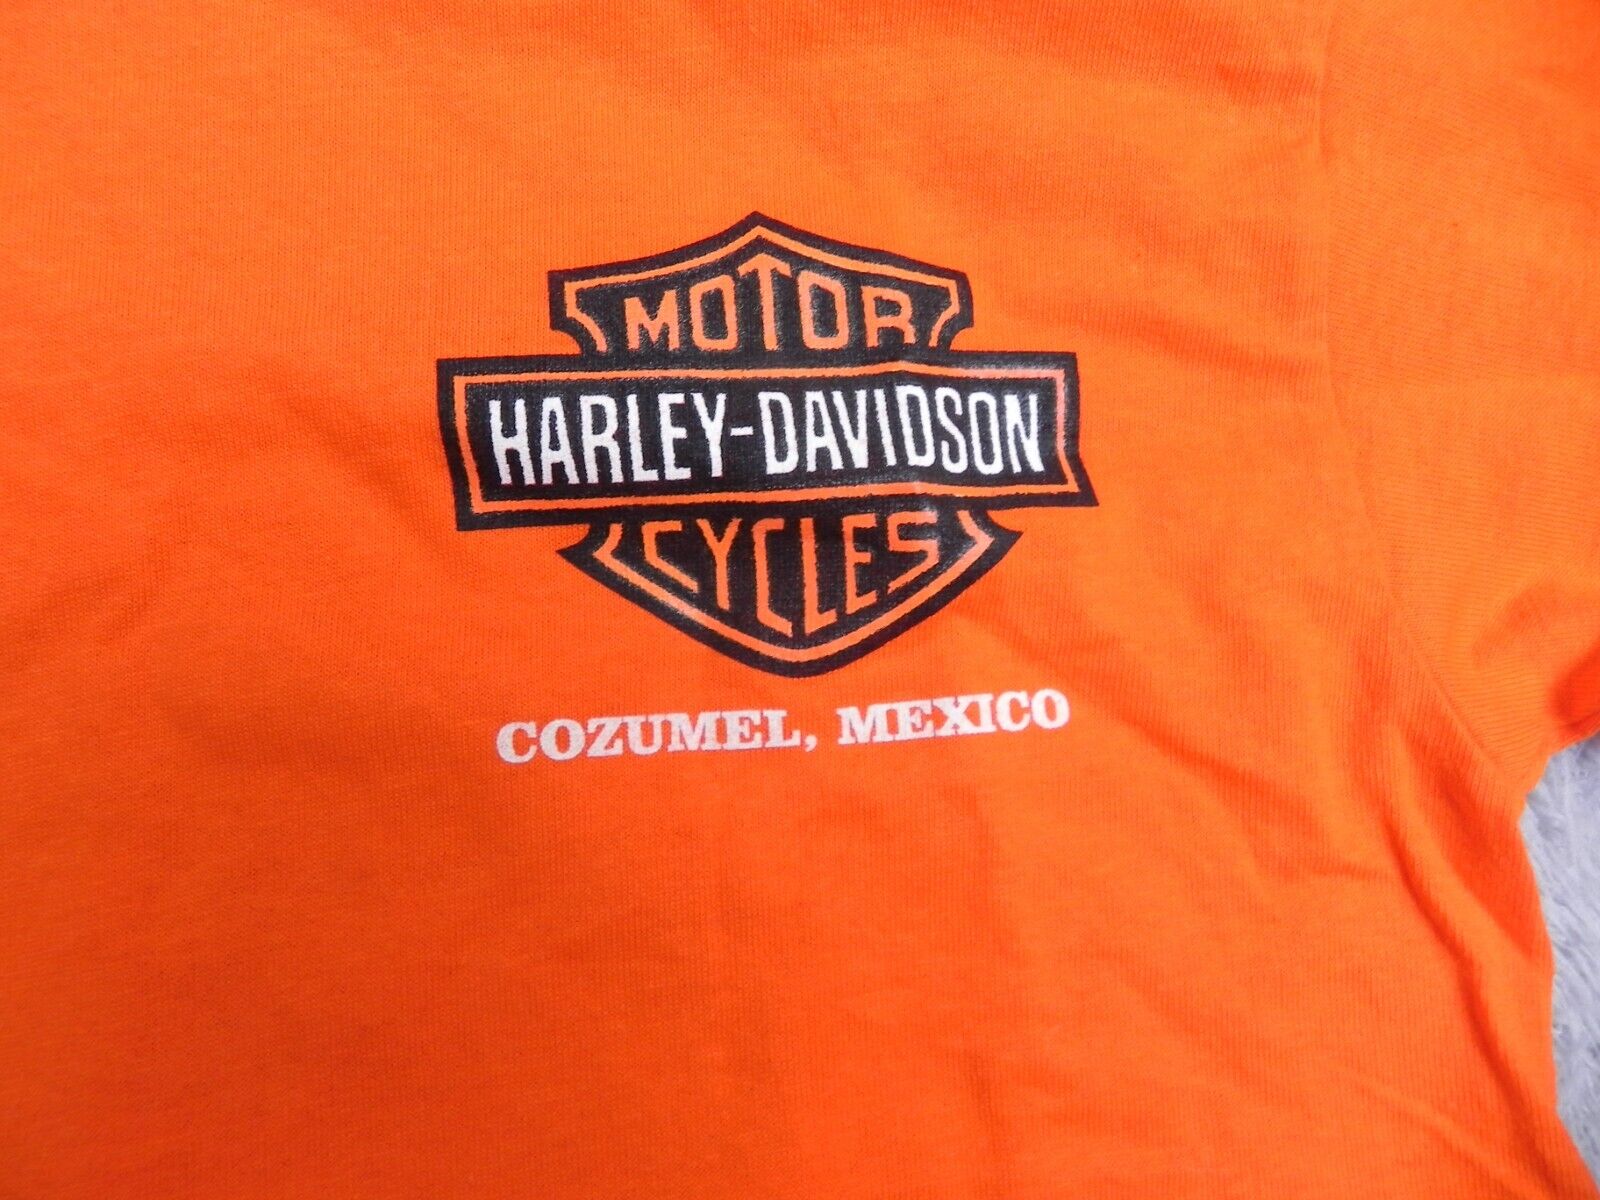 MOTOR
HARLEY-DAVIDSON
CYCLES
COZUMEL, MEXICO